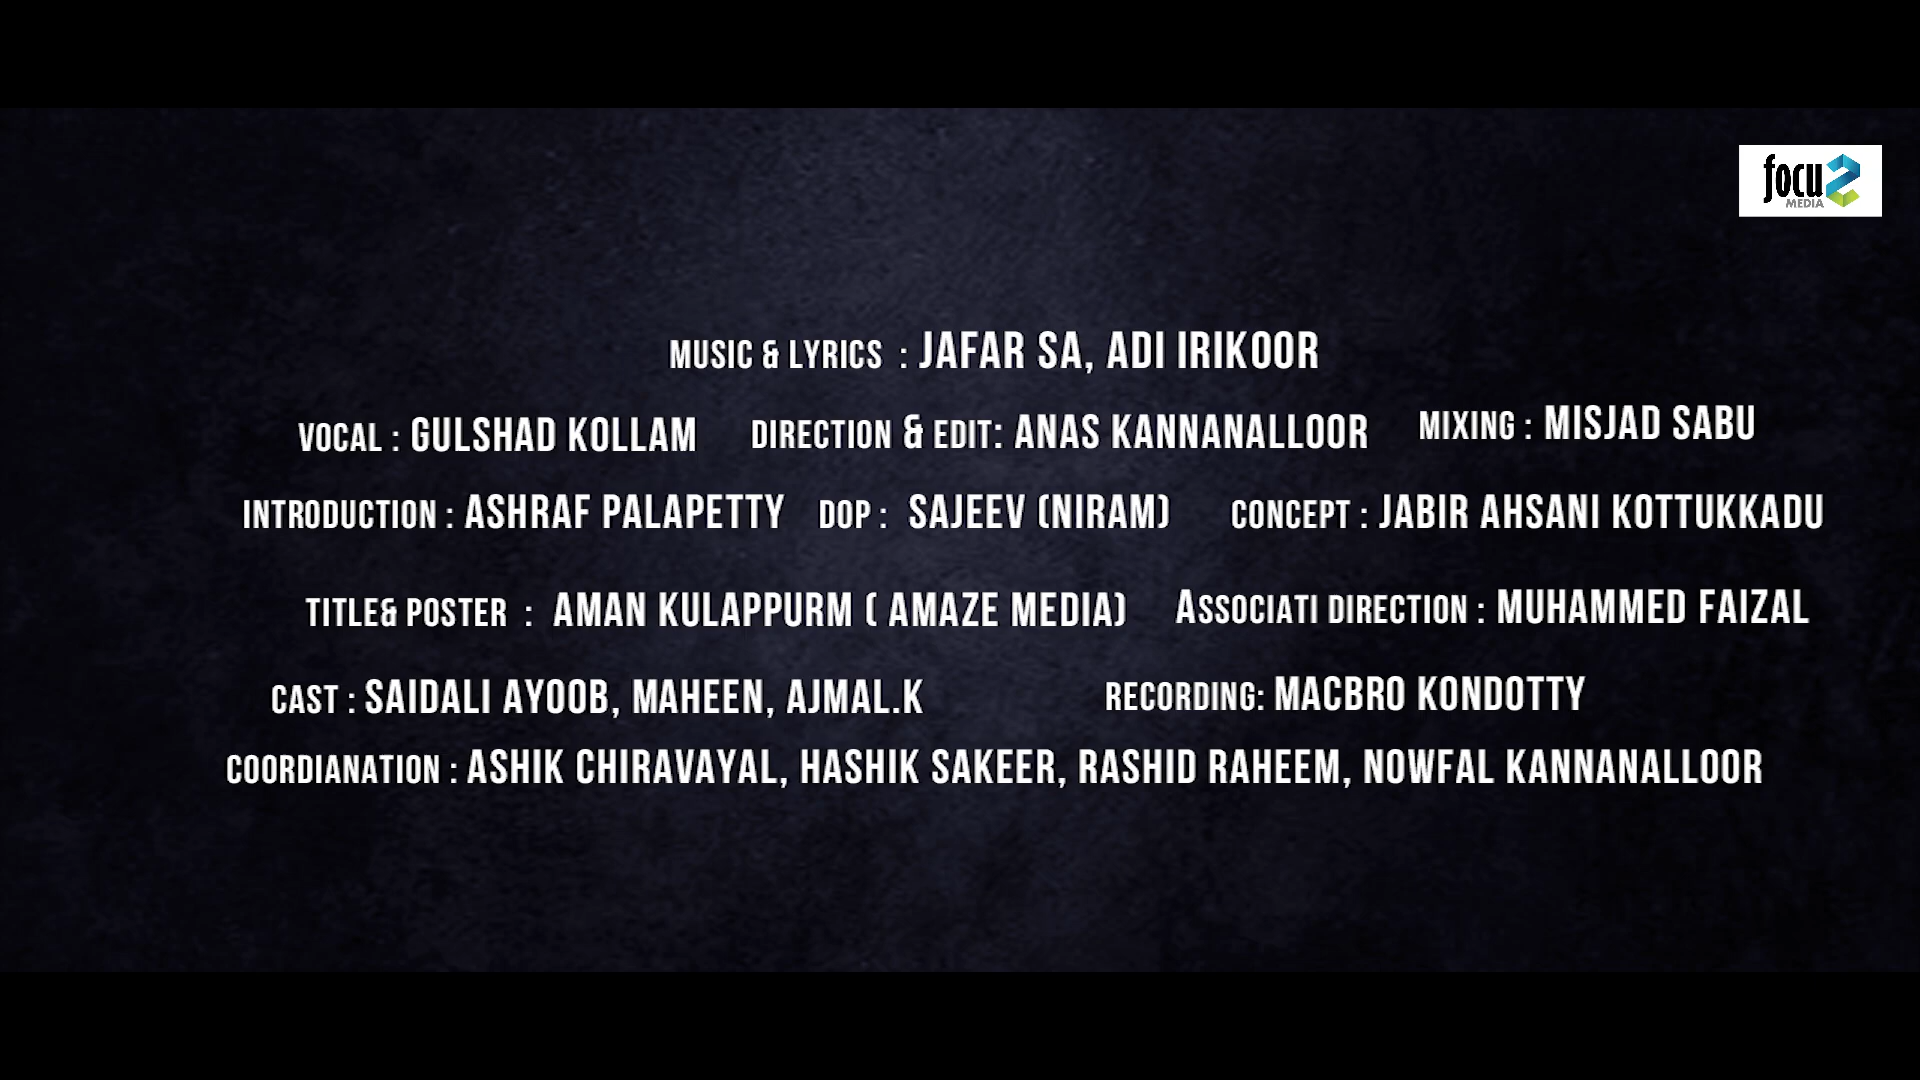 focuz
MEDIA
MUSIC & LYRICS : JAFAR SA, ADI IRIKOOR
VOCAL : GULSHAD KOLLAM DIRECTION & EDIT: ANAS KANNANALLOOR MIXING : MISJAD SABU
INTRODUCTION : ASHRAF PALAPETTY DOP : SAJEEV (NIRAM) CONCEPT : JABIR AHSANI KOTTUKKADU
TITLE& POSTER : AMAN KULAPPURM ( AMAZE MEDIA) ASSOCIATI DIRECTION : MUHAMMED FAIZAL
CAST : SAIDALI AYOOB, MAHEEN, AJMAL.K RECORDING: MACBRO KONDOTTY
COORDIANATION : ASHIK CHIRAVAYAL, HASHIK SAKEER, RASHID RAHEEM, NOWFAL KANNANALLOOR